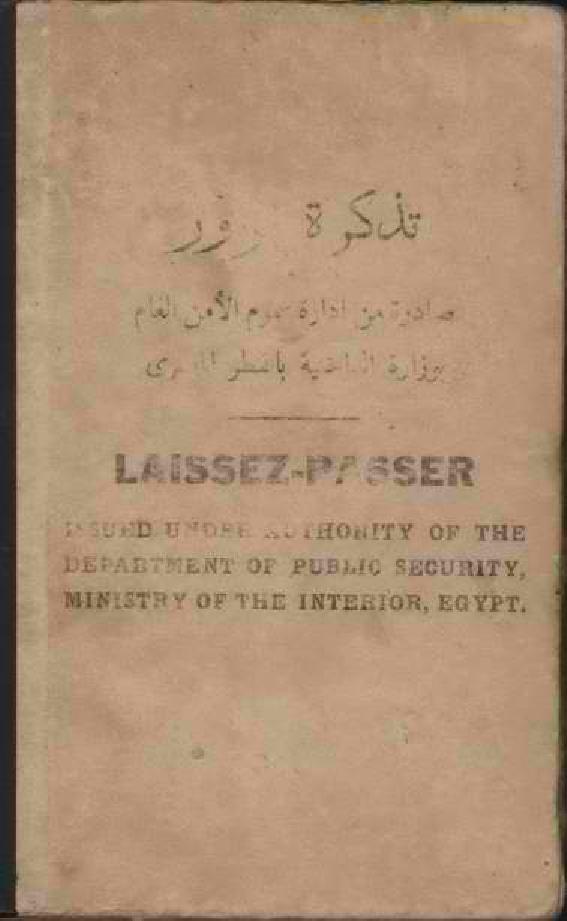 تذكرة مرور
صادرة من ادارة عموم الأمن العام
بوزارة الداخلية بالقطر المصرى
LAISSEZ-PASSER
ISSUED UNDER AUTHORITY OF THE
DEPARTMENT OF PUBLIC SECURITY,
MINISTRY OF THE INTERIOR, EGYPT.